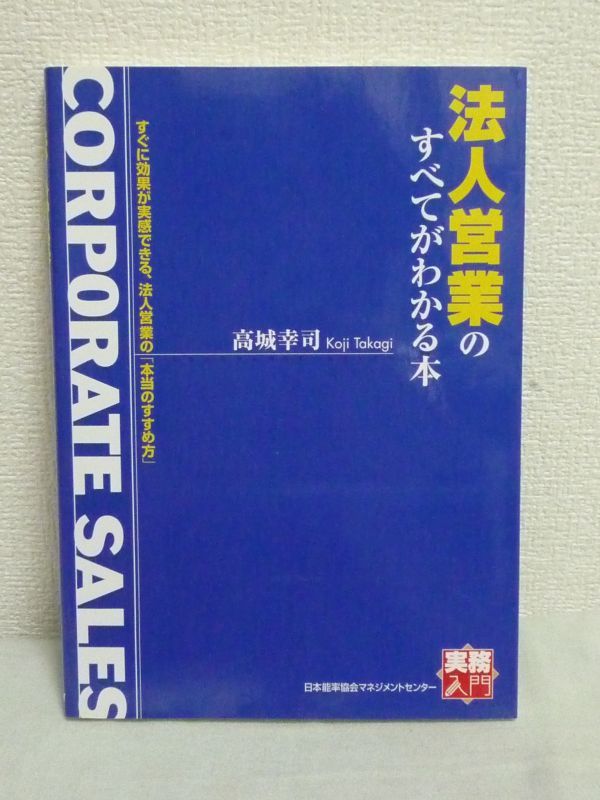 法人営業の
すべてがわかる本
高城幸司 Koji Takagi
すぐに効果が実感できる、法人営業の「本当のすすめ方」
CORPORATE SALES
日本能率協会マネジメントセンター
実務
入門